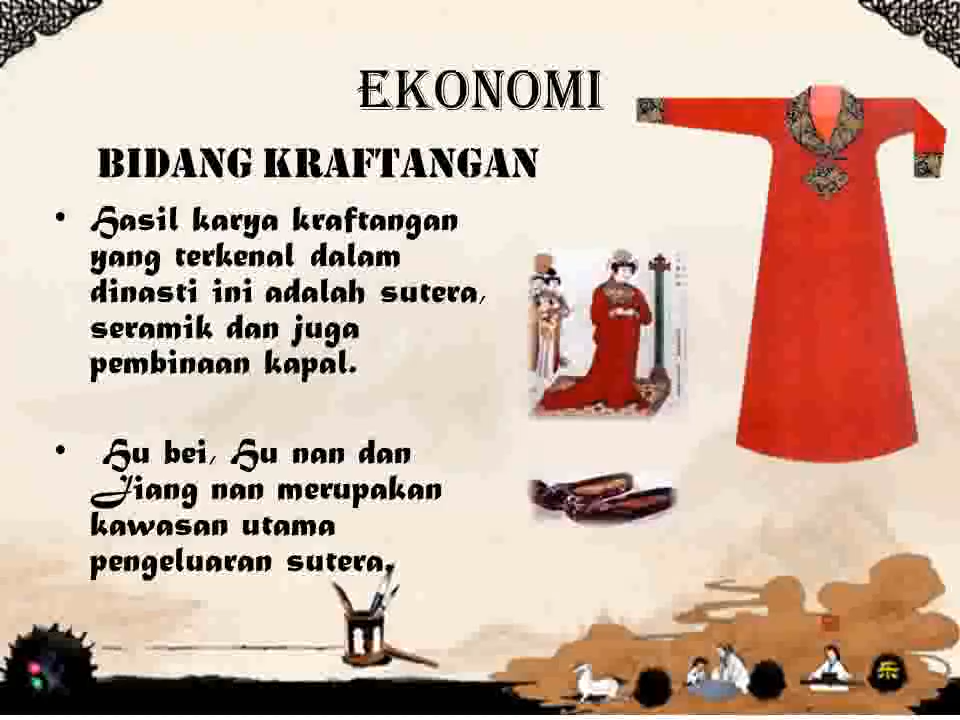 EKONOMI
BIDANG KRAFTANGAN
• Hasil karya kraftangan
yang terkenal dalam
dinasti ini adalah sutera,
seramik dan juga
pembinaan kapal.
• Hu bei, Hu nan dan
Jiang nan merupakan
kawasan utama
pengeluaran sutera.